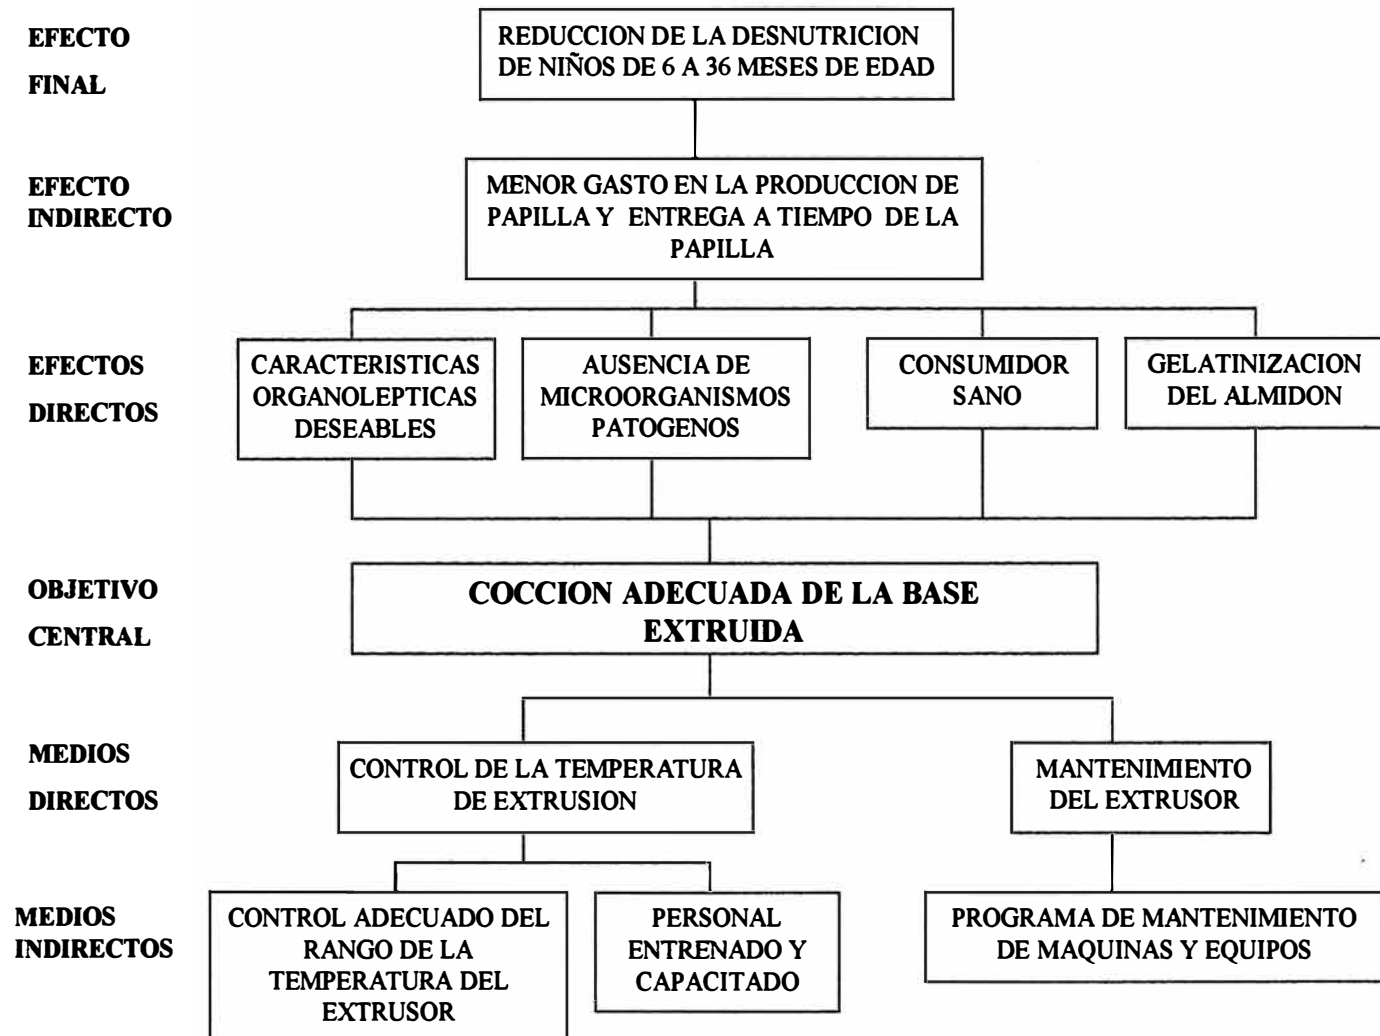 EFECTO
FINAL
REDUCCION DE LA DESNUTRICION
DE NIÑOS DE 6 A 36 MESES DE EDAD
EFECTO
INDIRECTO
MENOR GASTO EN LA PRODUCCION DE
PAPILLA Y ENTREGA A TIEMPO DE LA
PAPILLA
EFECTOS
DIRECTOS
CARACTERISTICAS
ORGANOLEPTICAS
DESEABLES
AUSENCIA DE
MICROORGANISMOS
PATOGENOS
CONSUMIDOR
SANO
GELATINIZACION
DEL ALMIDON
OBJETIVO
CENTRAL
COCCION ADECUADA DE LA BASE
EXTRUIDA
MEDIOS
DIRECTOS
CONTROL DE LA TEMPERATURA
DE EXTRUSION
MANTENIMIENTO
DEL EXTRUSOR
MEDIOS
INDIRECTOS
CONTROL ADECUADO DEL
RANGO DE LA
TEMPERATURA DEL
EXTRUSOR
PERSONAL
ENTRENADO Y
CAPACITADO
PROGRAMA DE MANTENIMIENTO
DE MAQUINAS Y EQUIPOS